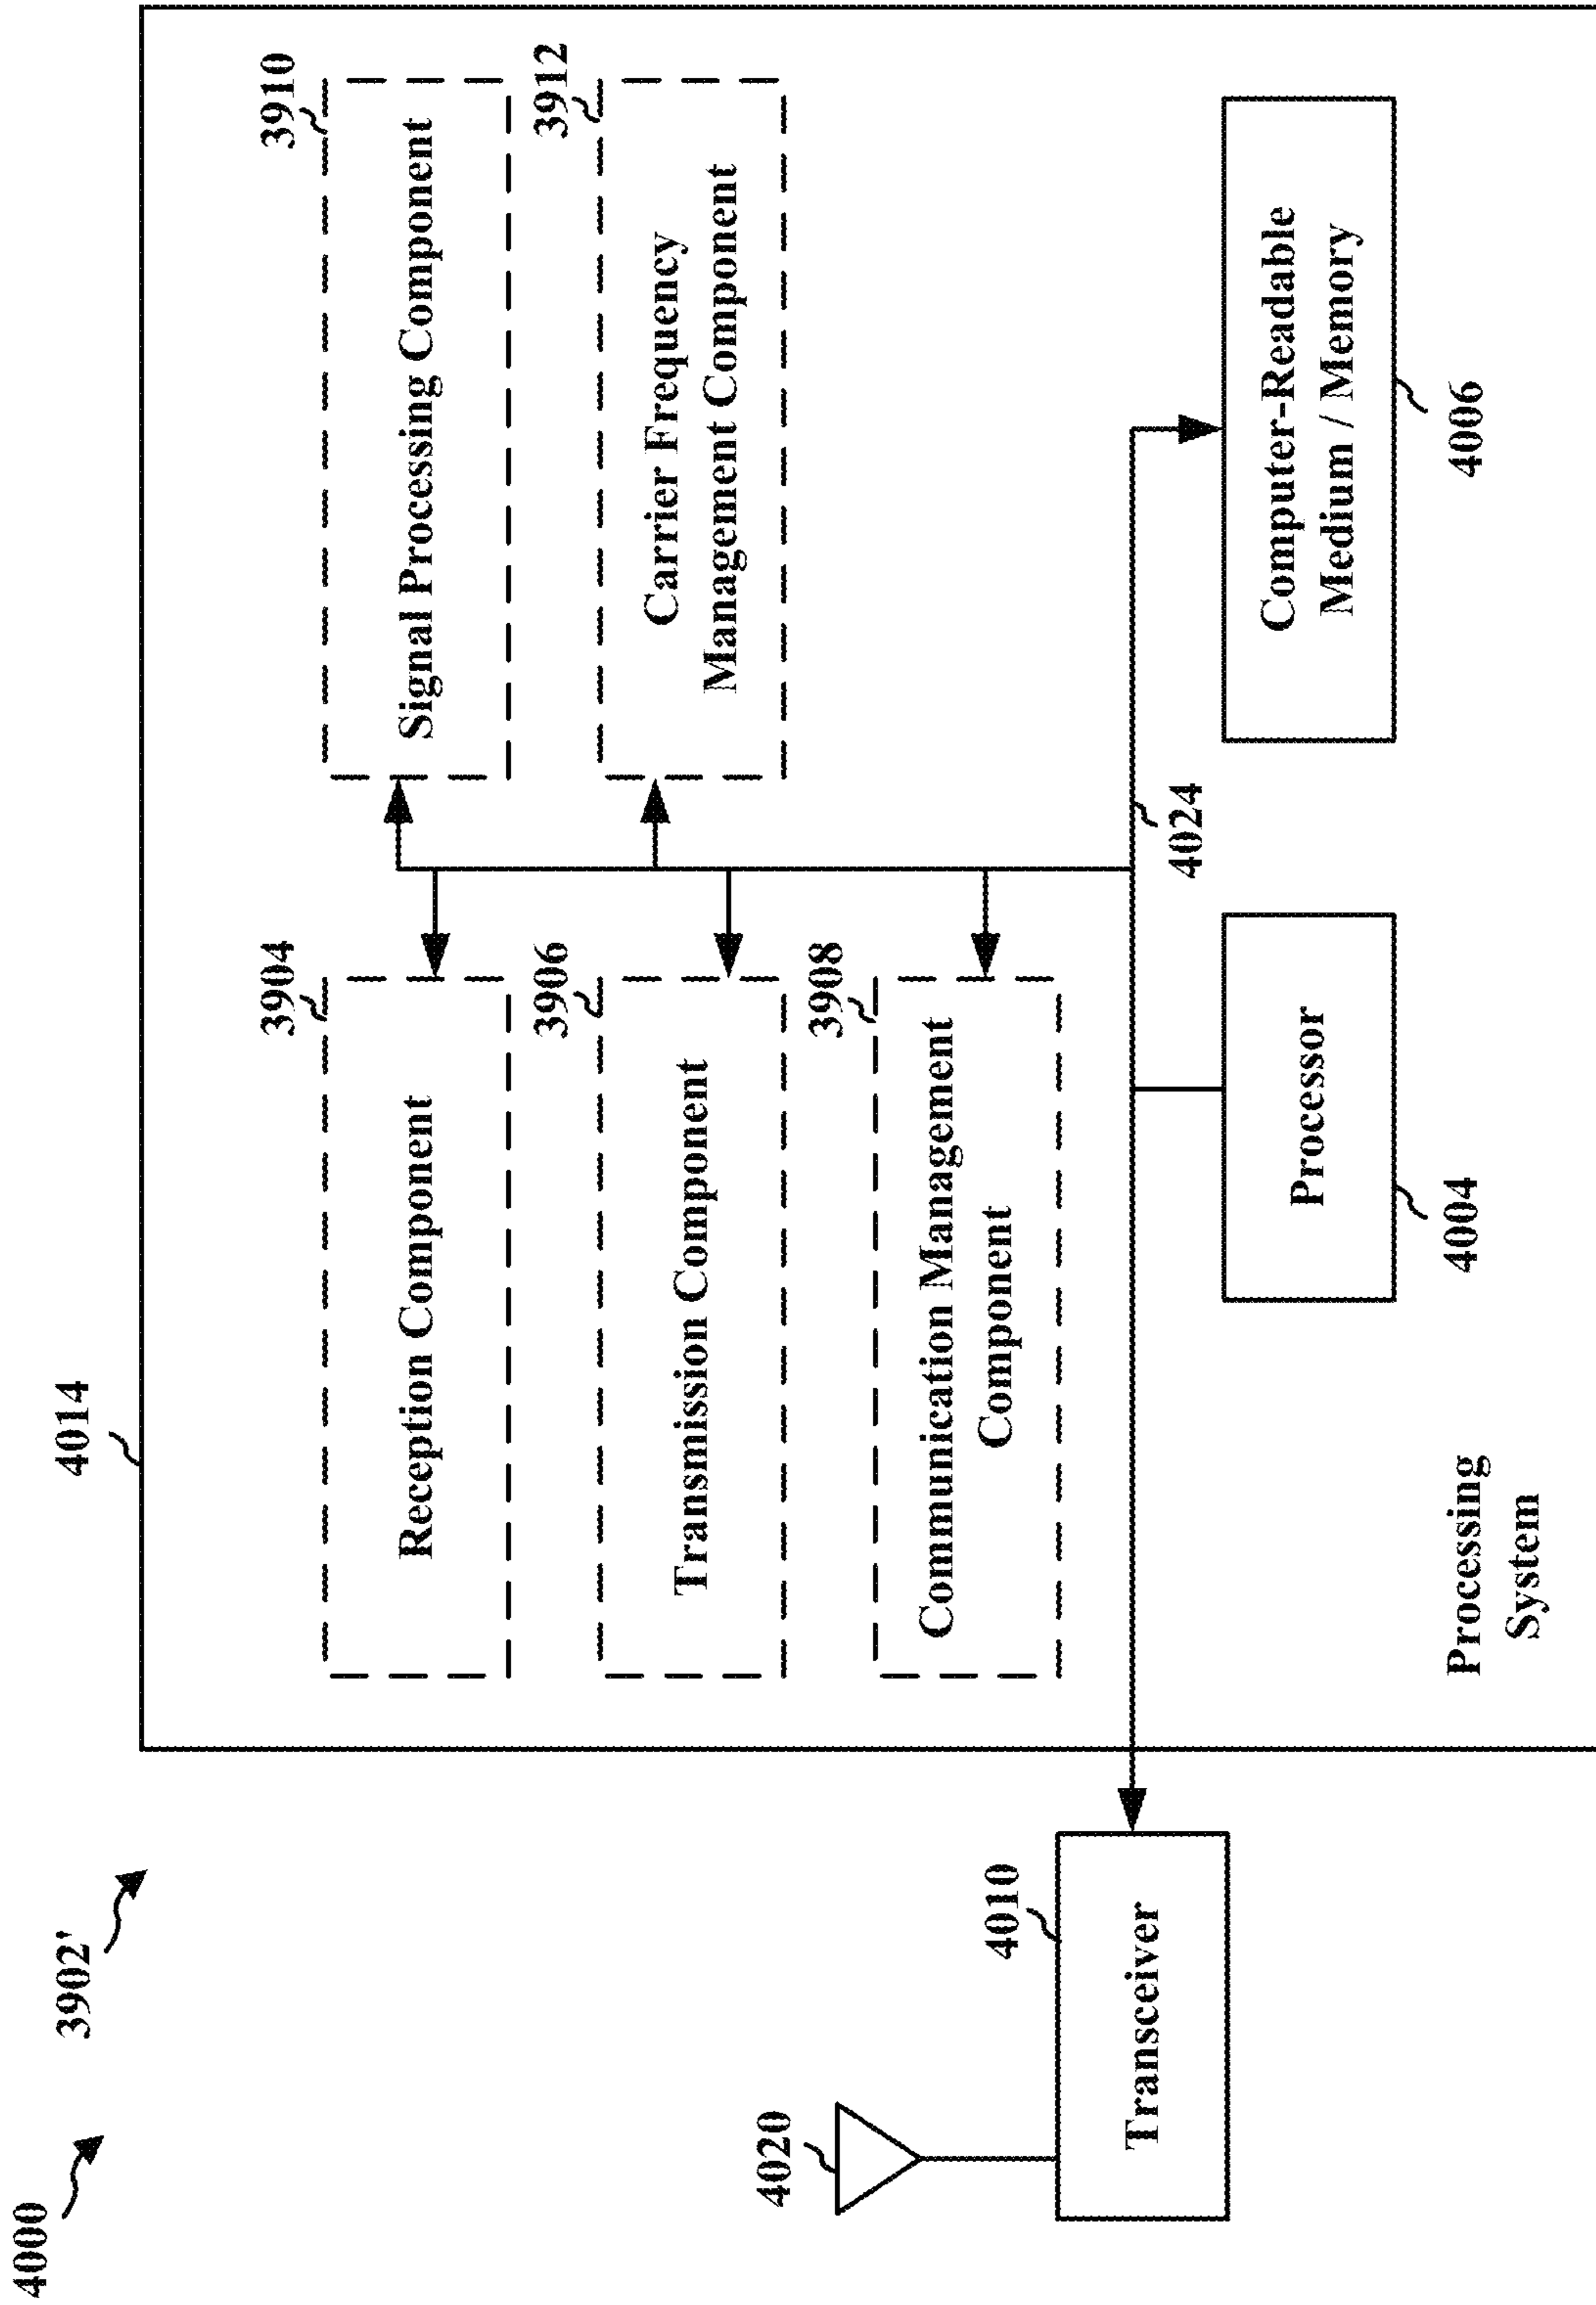 4000
3902'
4014
3904
Reception Component
3910
Signal Processing Component
3906
Transmission Component
3912
Carrier Frequency
Management Component
3908
Communication Management
Component
4020
4010
Transceiver
4024
Processor
4004
Computer-Readable
Medium / Memory
4006
Processing
System